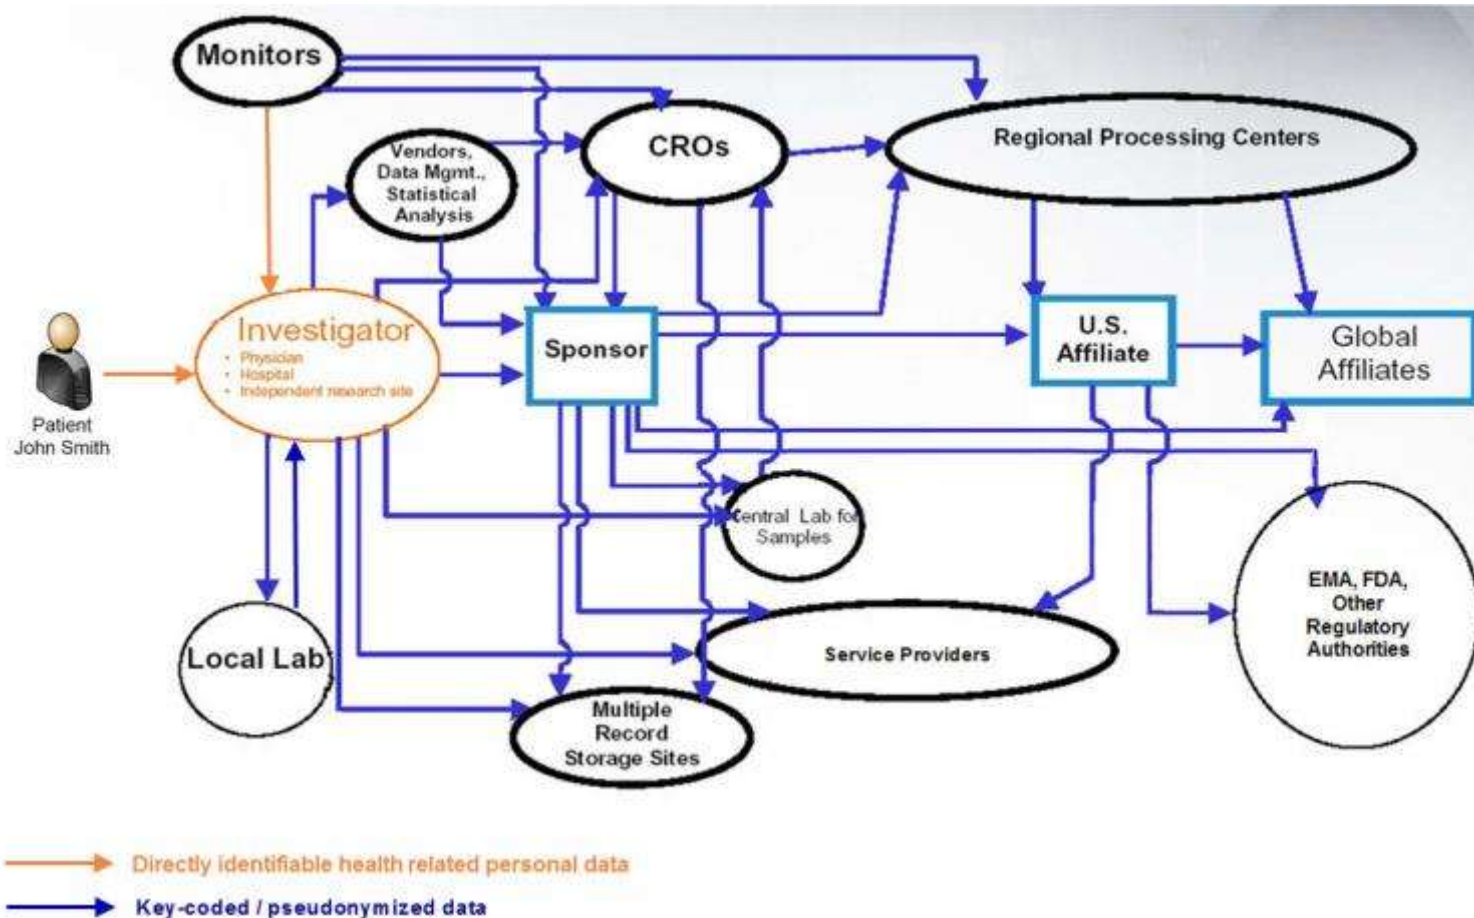 Monitors
Vendors,
Data Mgmt.,
Statistical
Analysis
CROs
Regional Processing Centers
Investigator
• Physician
• Hospital
• Independent research site
Sponsor
U.S.
Affiliate
Global
Affiliates
Patient
John Smith
Central Lab for
Samples
EMA, FDA,
Other
Regulatory
Authorities
Local Lab
Service Providers
Multiple
Record
Storage Sites
Directly identifiable health related personal data
Key-coded / pseudonymized data